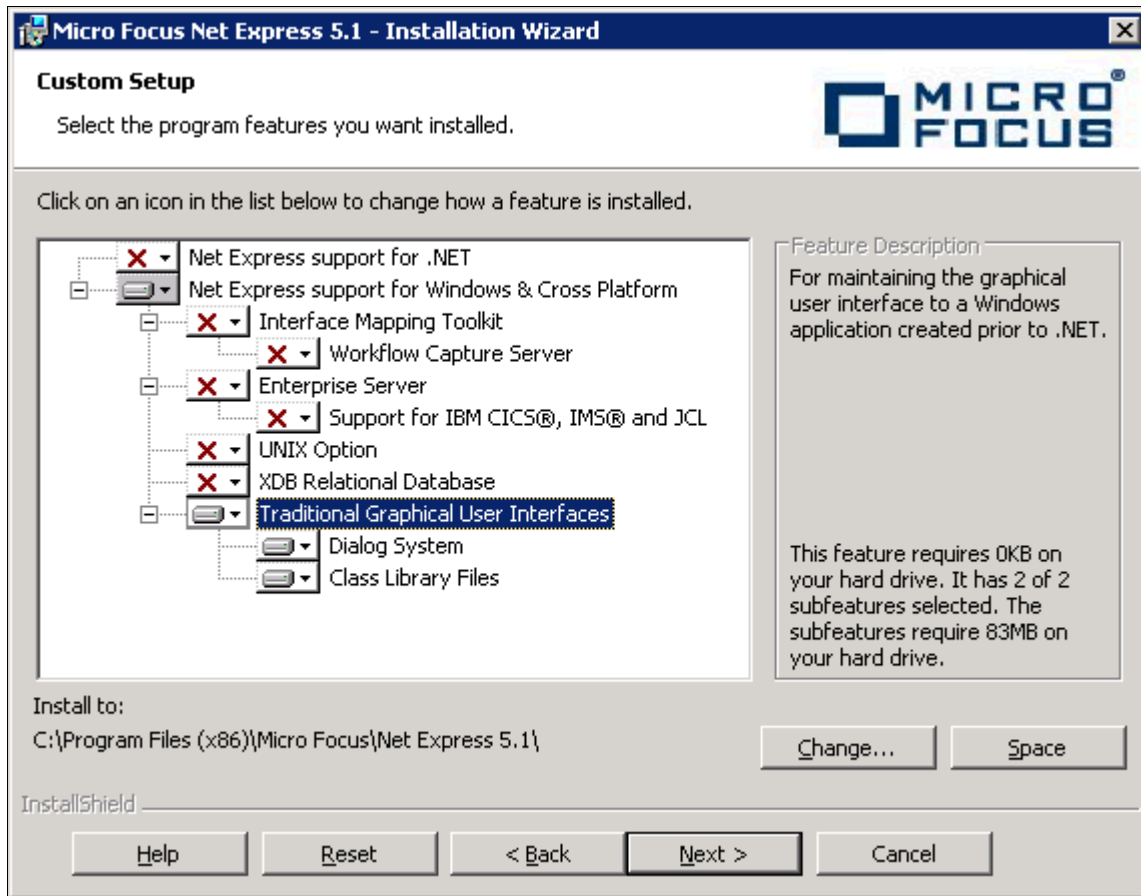 Micro Focus Net Express 5.1 - Installation Wizard
Custom Setup
Select the program features you want installed.
MICRO
FOCUS®
Click on an icon in the list below to change how a feature is installed.
Net Express support for .NET
Net Express support for Windows & Cross Platform
Interface Mapping Toolkit
Workflow Capture Server
Enterprise Server
Support for IBM CICS®, IMS® and JCL
UNIX Option
XDB Relational Database
Traditional Graphical User Interfaces
Dialog System
Class Library Files
Feature Description
For maintaining the graphical
user interface to a Windows
application created prior to .NET.
This feature requires 0KB on
your hard drive. It has 2 of 2
subfeatures selected. The
subfeatures require 83MB on
your hard drive.
Install to:
C:\Program Files (x86)\Micro Focus\Net Express 5.1\
Change...
Space
InstallShield
Help
Reset
< Back
Next >
Cancel